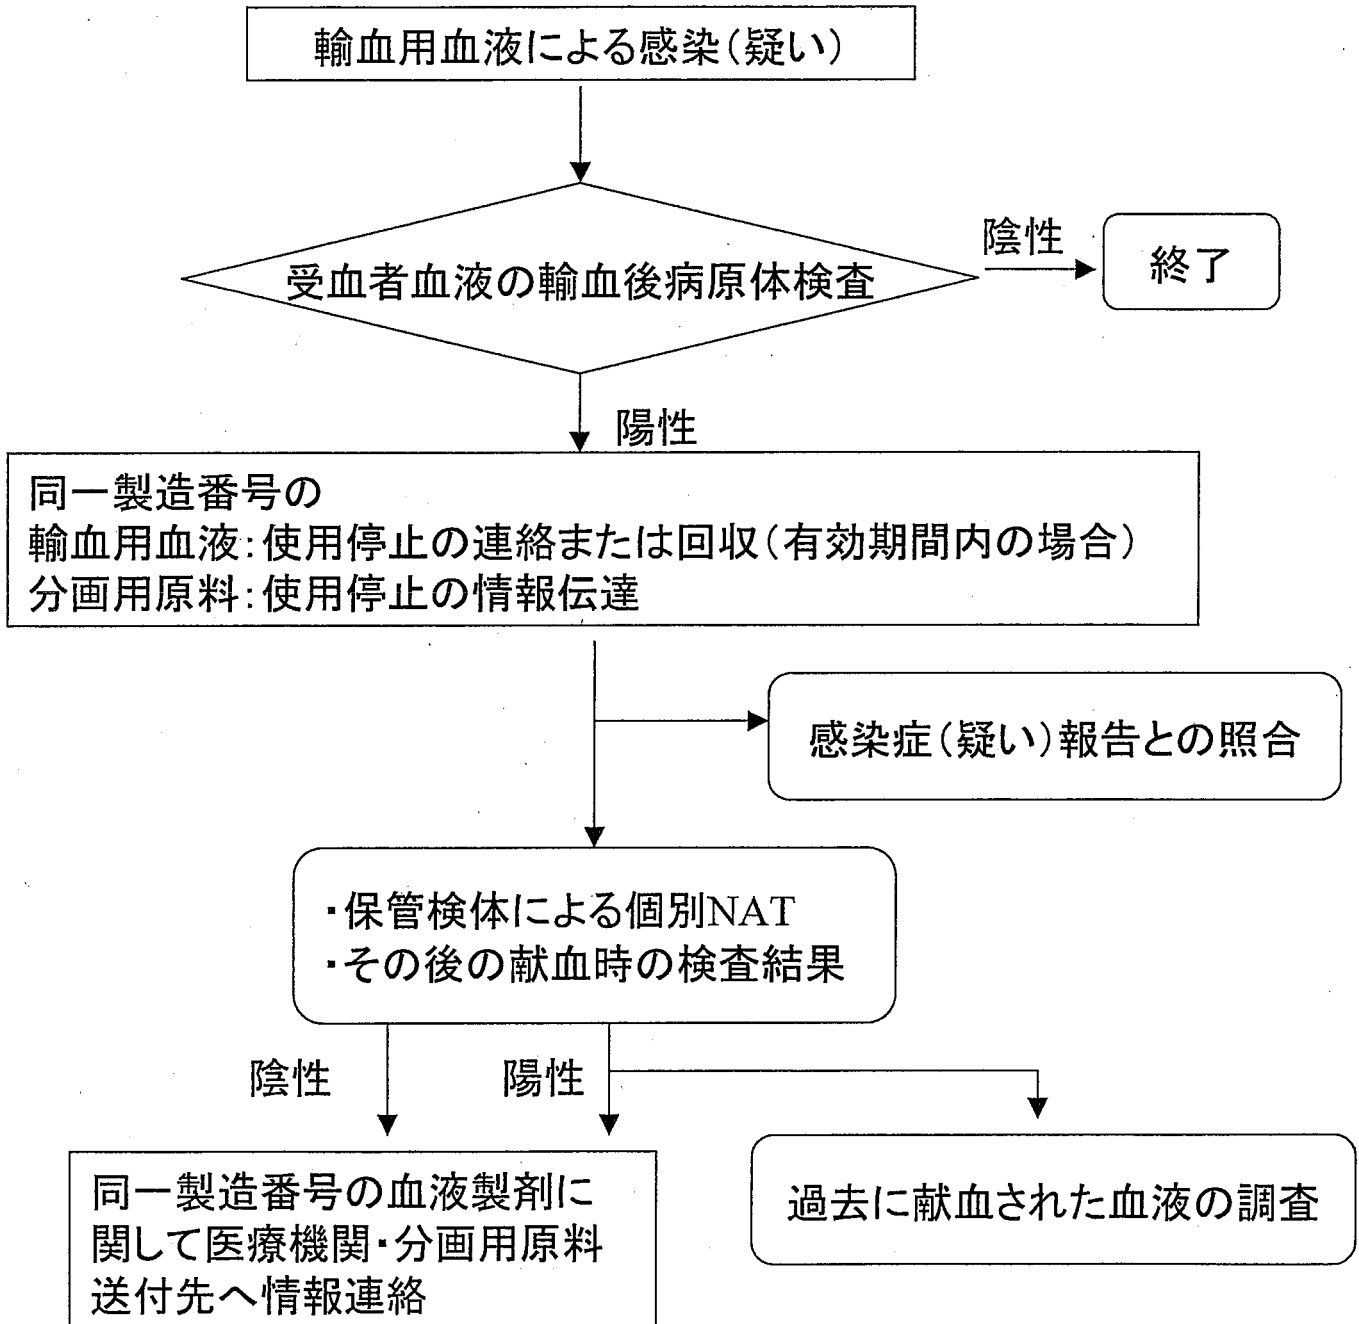 輸血用血液による感染（疑い）
受血者血液の輸血後病原体検査
陰性
終了
陽性
同一製造番号の
輸血用血液：使用停止の連絡または回収（有効期間内の場合）
分画用原料：使用停止の情報伝達
感染症（疑い）報告との照合
・保管検体による個別NAT
・その後の献血時の検査結果
陰性
陽性
同一製造番号の血液製剤に
関して医療機関・分画用原料
送付先へ情報連絡
過去に献血された血液の調査